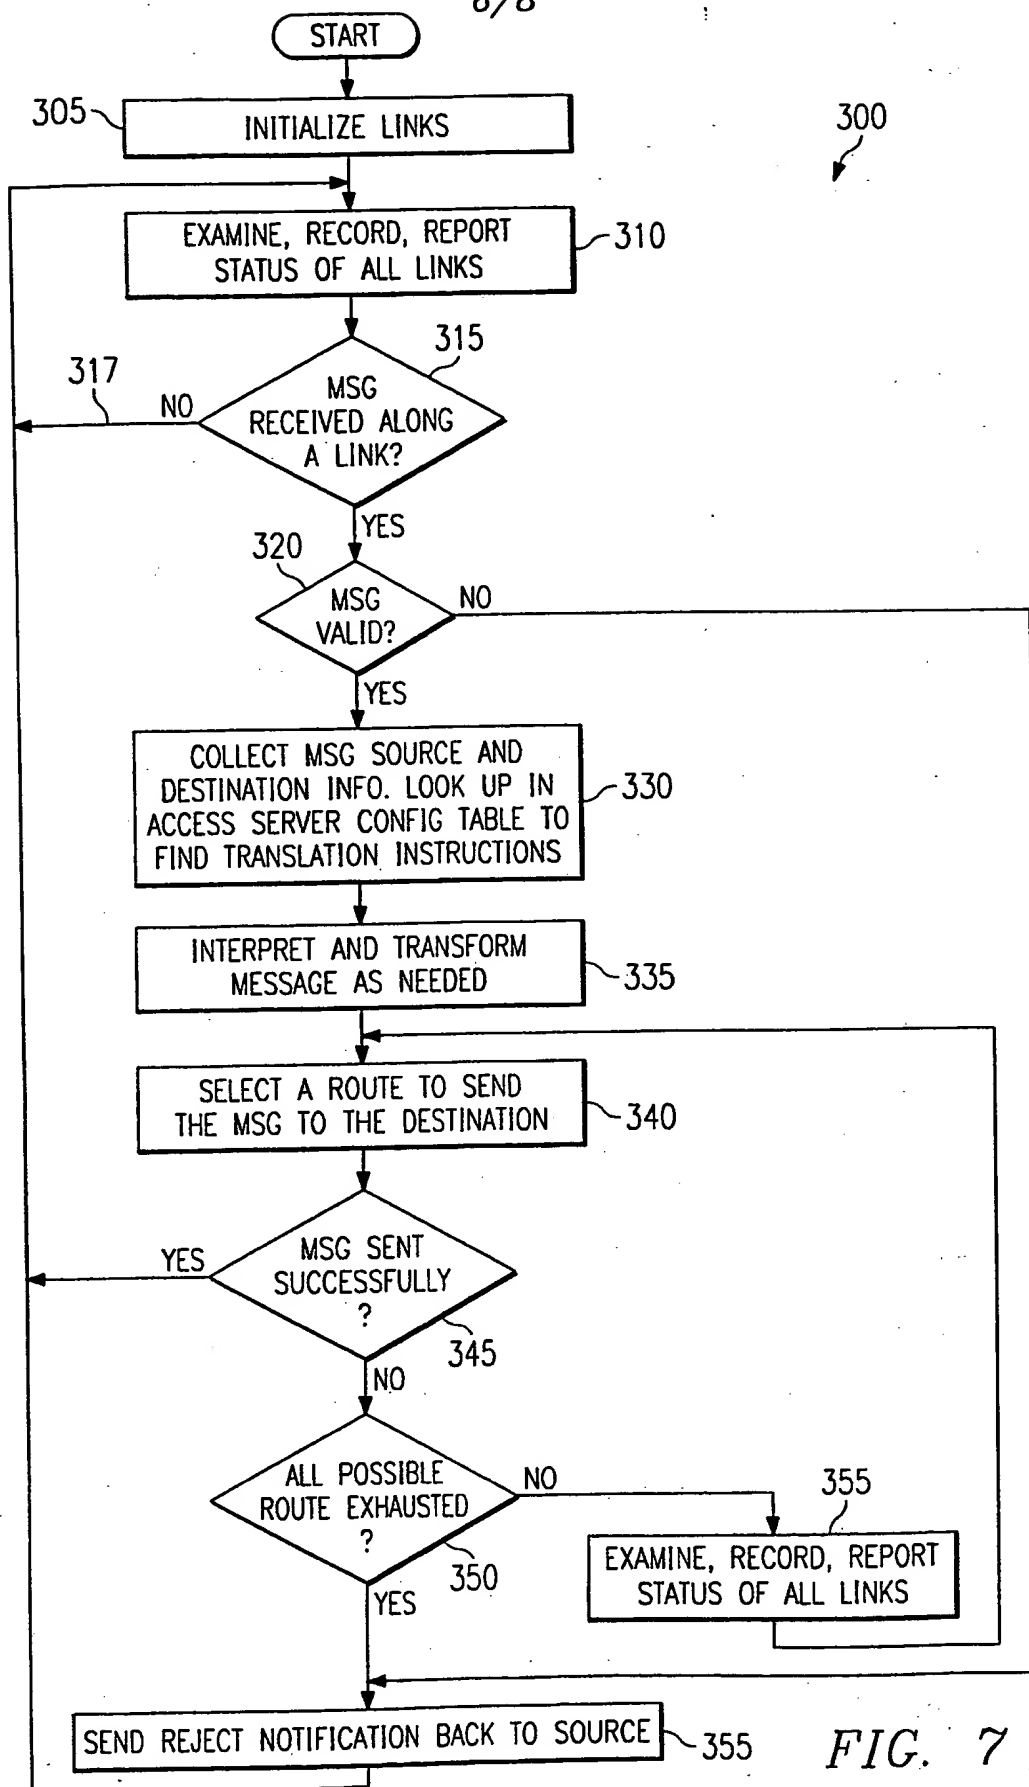 8/8
START
305
INITIALIZE LINKS
300
EXAMINE, RECORD, REPORT
STATUS OF ALL LINKS
310
315
317
NO
MSG
RECEIVED ALONG
A LINK?
YES
320
MSG
VALID?
NO
YES
COLLECT MSG SOURCE AND
DESTINATION INFO. LOOK UP IN
ACCESS SERVER CONFIG TABLE TO
FIND TRANSLATION INSTRUCTIONS
330
INTERPRET AND TRANSFORM
MESSAGE AS NEEDED
335
SELECT A ROUTE TO SEND
THE MSG TO THE DESTINATION
340
YES
MSG SENT
SUCCESSFULLY
?
345
NO
ALL POSSIBLE
ROUTE EXHAUSTED
?
350
NO
355
EXAMINE, RECORD, REPORT
STATUS OF ALL LINKS
YES
SEND REJECT NOTIFICATION BACK TO SOURCE
355
FIG. 7